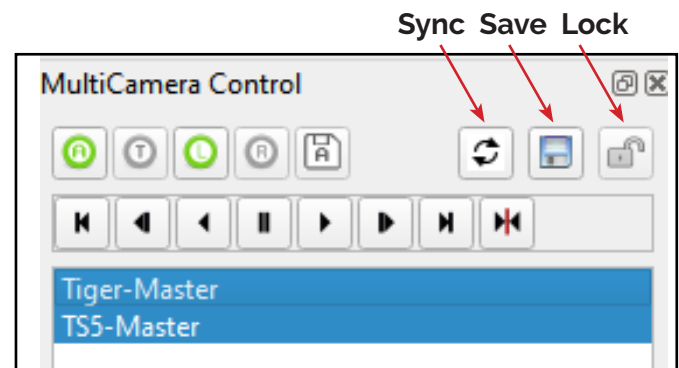 Sync Save Lock
MultiCamera Control
A T L R A
Tiger-Master
TS5-Master